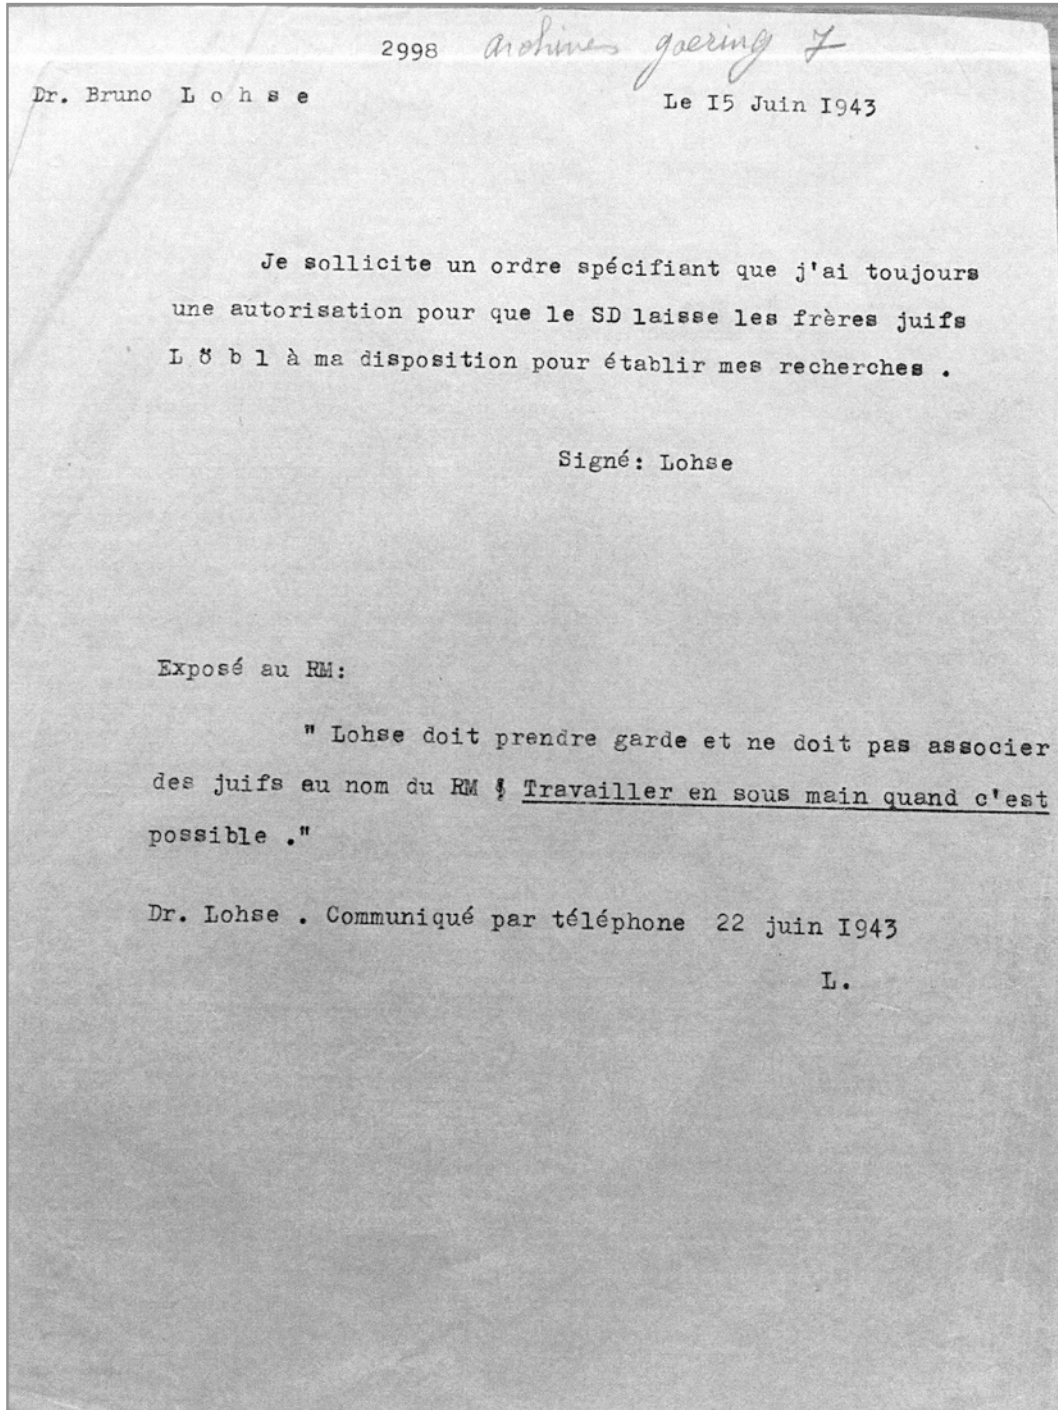 2998 archives goering 7
Dr. Bruno L o h s e Le I5 Juin I943
Je sollicite un ordre spécifiant que j'ai toujours
une autorisation pour que le SD laisse les frères juifs
L ö b l à ma disposition pour établir mes recherches .
Signé: Lohse
Exposé au RM:
" Lohse doit prendre garde et ne doit pas associer
des juifs au nom du RM Travailler en sous main quand c'est
possible ."
Dr. Lohse . Communiqué par téléphone 22 juin I943
L.